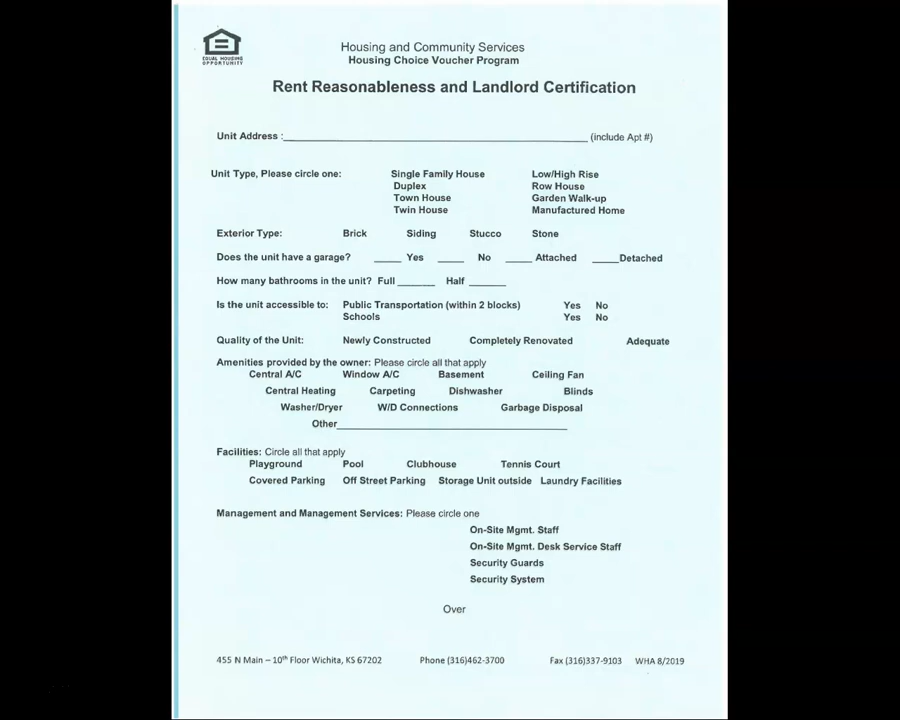 EQUAL HOUSING
OPPORTUNITY
Housing and Community Services
Housing Choice Voucher Program
Rent Reasonableness and Landlord Certification
Unit Address :____ (include Apt #)
Unit Type, Please circle one: Single Family House Low/High Rise
Duplex Row House
Town House Garden Walk-up
Twin House Manufactured Home
Exterior Type: Brick Siding Stucco Stone
Does the unit have a garage? ____ Yes ____ No ____ Attached ____Detached
How many bathrooms in the unit? Full ____ Half ____
Is the unit accessible to: Public Transportation (within 2 blocks) Yes No
Schools Yes No
Quality of the Unit: Newly Constructed Completely Renovated Adequate
Amenities provided by the owner: Please circle all that apply
Central A/C Window A/C Basement Ceiling Fan
Central Heating Carpeting Dishwasher Blinds
Washer/Dryer W/D Connections Garbage Disposal
Other____
Facilities: Circle all that apply
Playground Pool Clubhouse Tennis Court
Covered Parking Off Street Parking Storage Unit outside Laundry Facilities
Management and Management Services: Please circle one
On-Site Mgmt. Staff
On-Site Mgmt. Desk Service Staff
Security Guards
Security System
Over
455 N Main – 10th Floor Wichita, KS 67202 Phone (316)462-3700 Fax (316)337-9103 WHA 8/2019